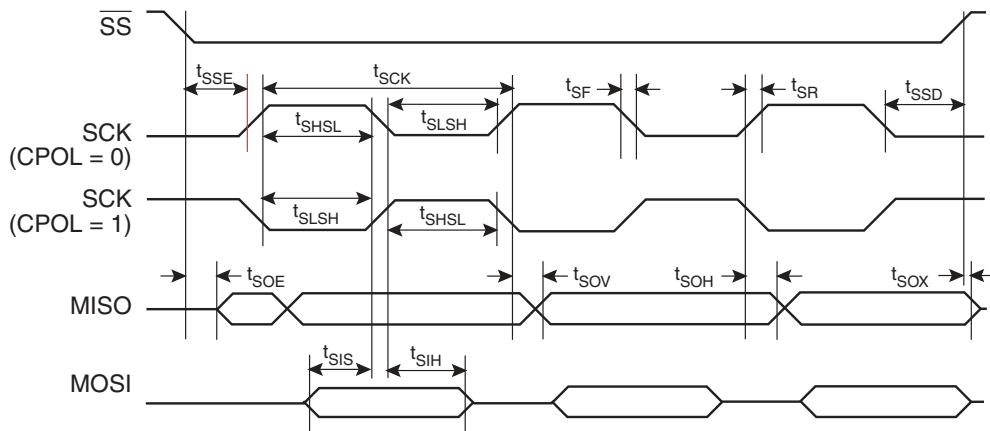 SS
tSSE
tSCK
tSF
tSR
tSSD
SCK
(CPOL = 0)
tSHSL
tSLSH
SCK
(CPOL = 1)
tSLSH
tSHSL
tSOE
tSOV
tSOH
tSOX
MISO
tSIS
tSIH
MOSI